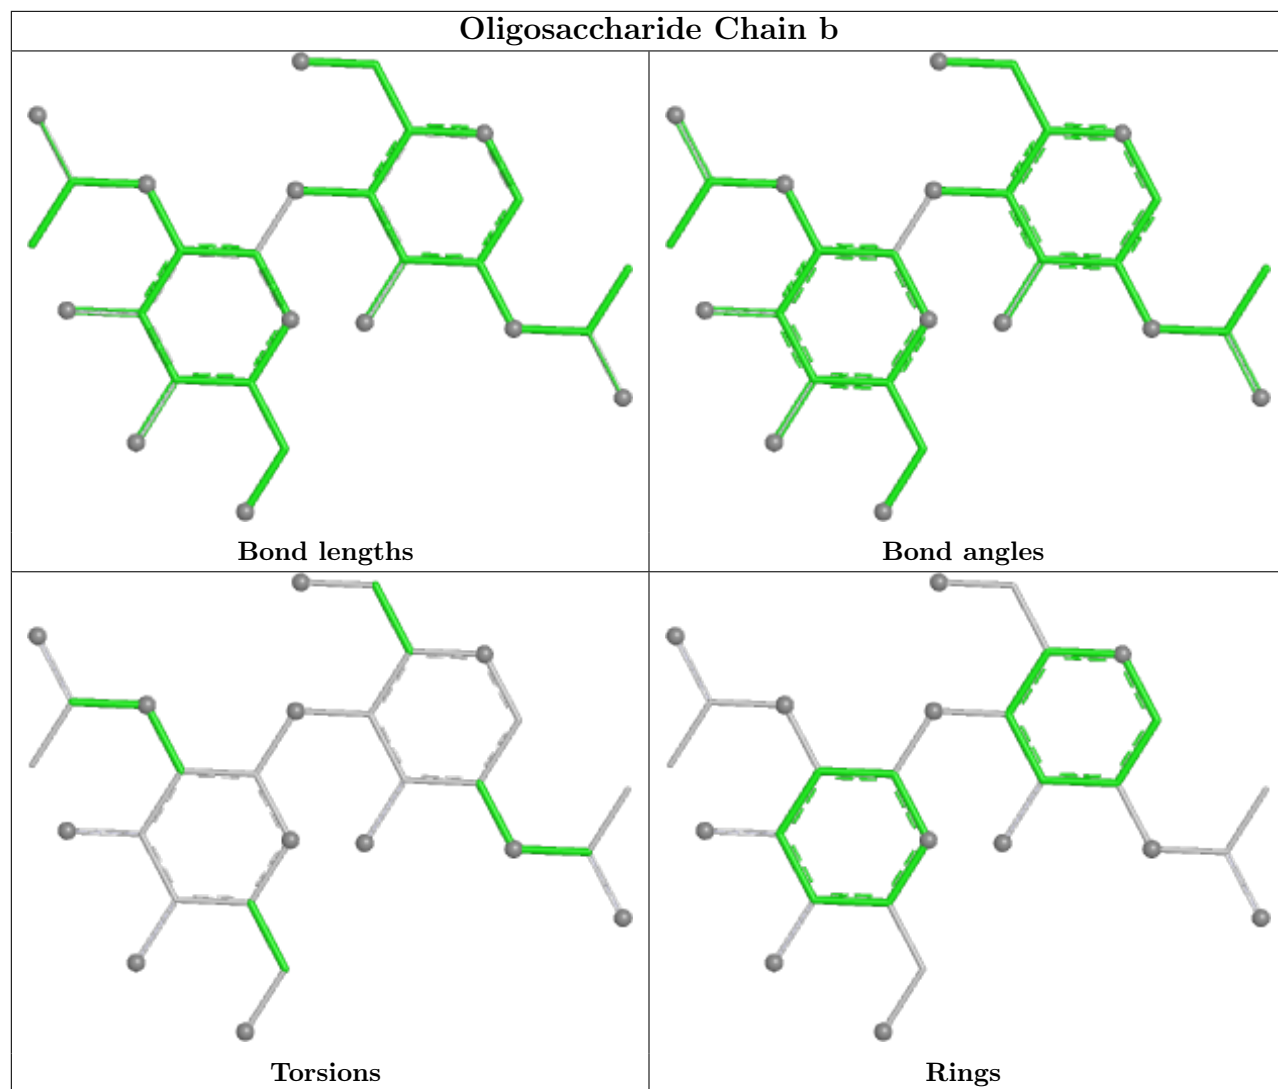 Oligosaccharide Chain b
Bond lengths
Bond angles
Torsions
Rings